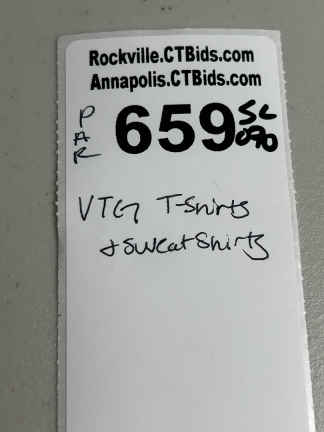 Rockville.CTBids.com
Annapolis.CTBids.com
PAR
659
SC
090
VTG T-Shirts
& Sweatshirts